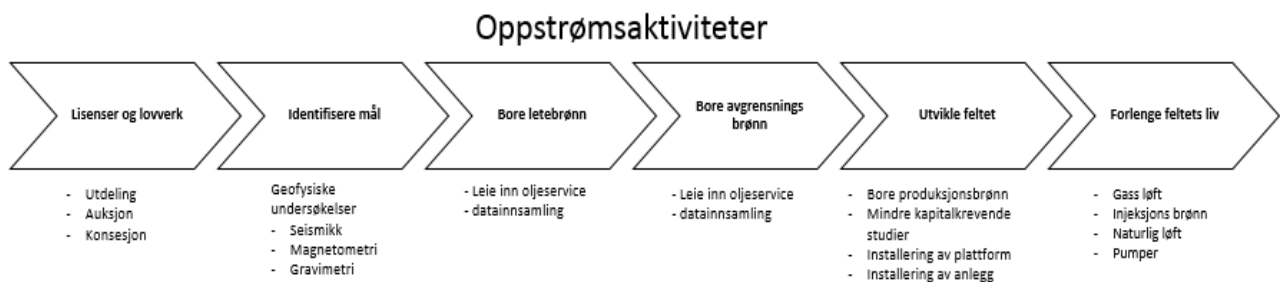 Oppstrømsaktiviteter
Lisenser og lovverk
- Utdeling
- Auksjon
- Konsesjon
Identifisere mål
Geofysiske
undersøkelser
- Seismikk
- Magnetometri
- Gravimetri
Bore letebrønn
- Leie inn oljeservice
- datainnsamling
Bore avgrensnings
brønn
- Leie inn oljeservice
- datainnsamling
Utvikle feltet
- Bore produksjonsbrønn
- Mindre kapitalkrevende
studier
- Installering av plattform
- Installering av anlegg
Forlenge feltets liv
- Gass løft
- Injeksjons brønn
- Naturlig løft
- Pumper